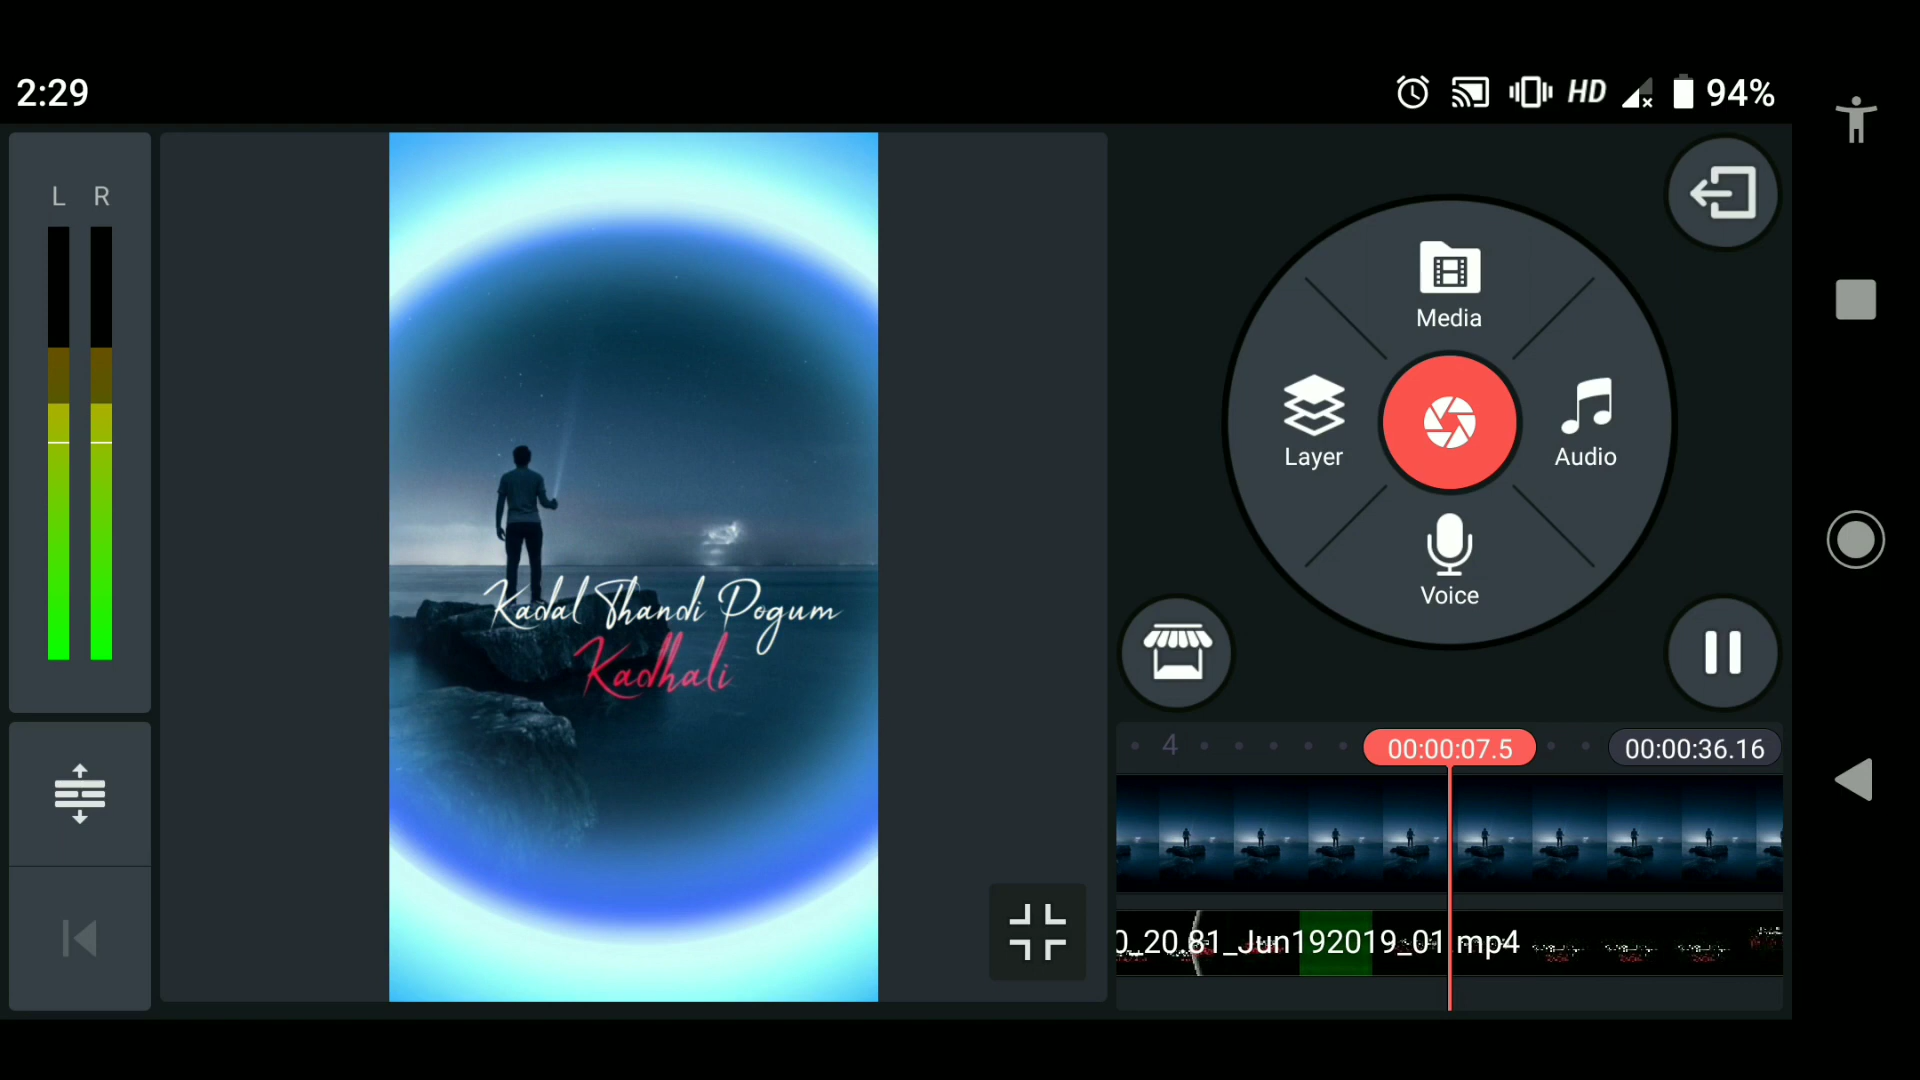 2:29
HD 94%
L R
Media
Layer
Audio
Voice
Kadal Thandi Pogum
Kadhali
4 00:00:07.5 00:00:36.16
0_20,81_Jun192019_01.mp4